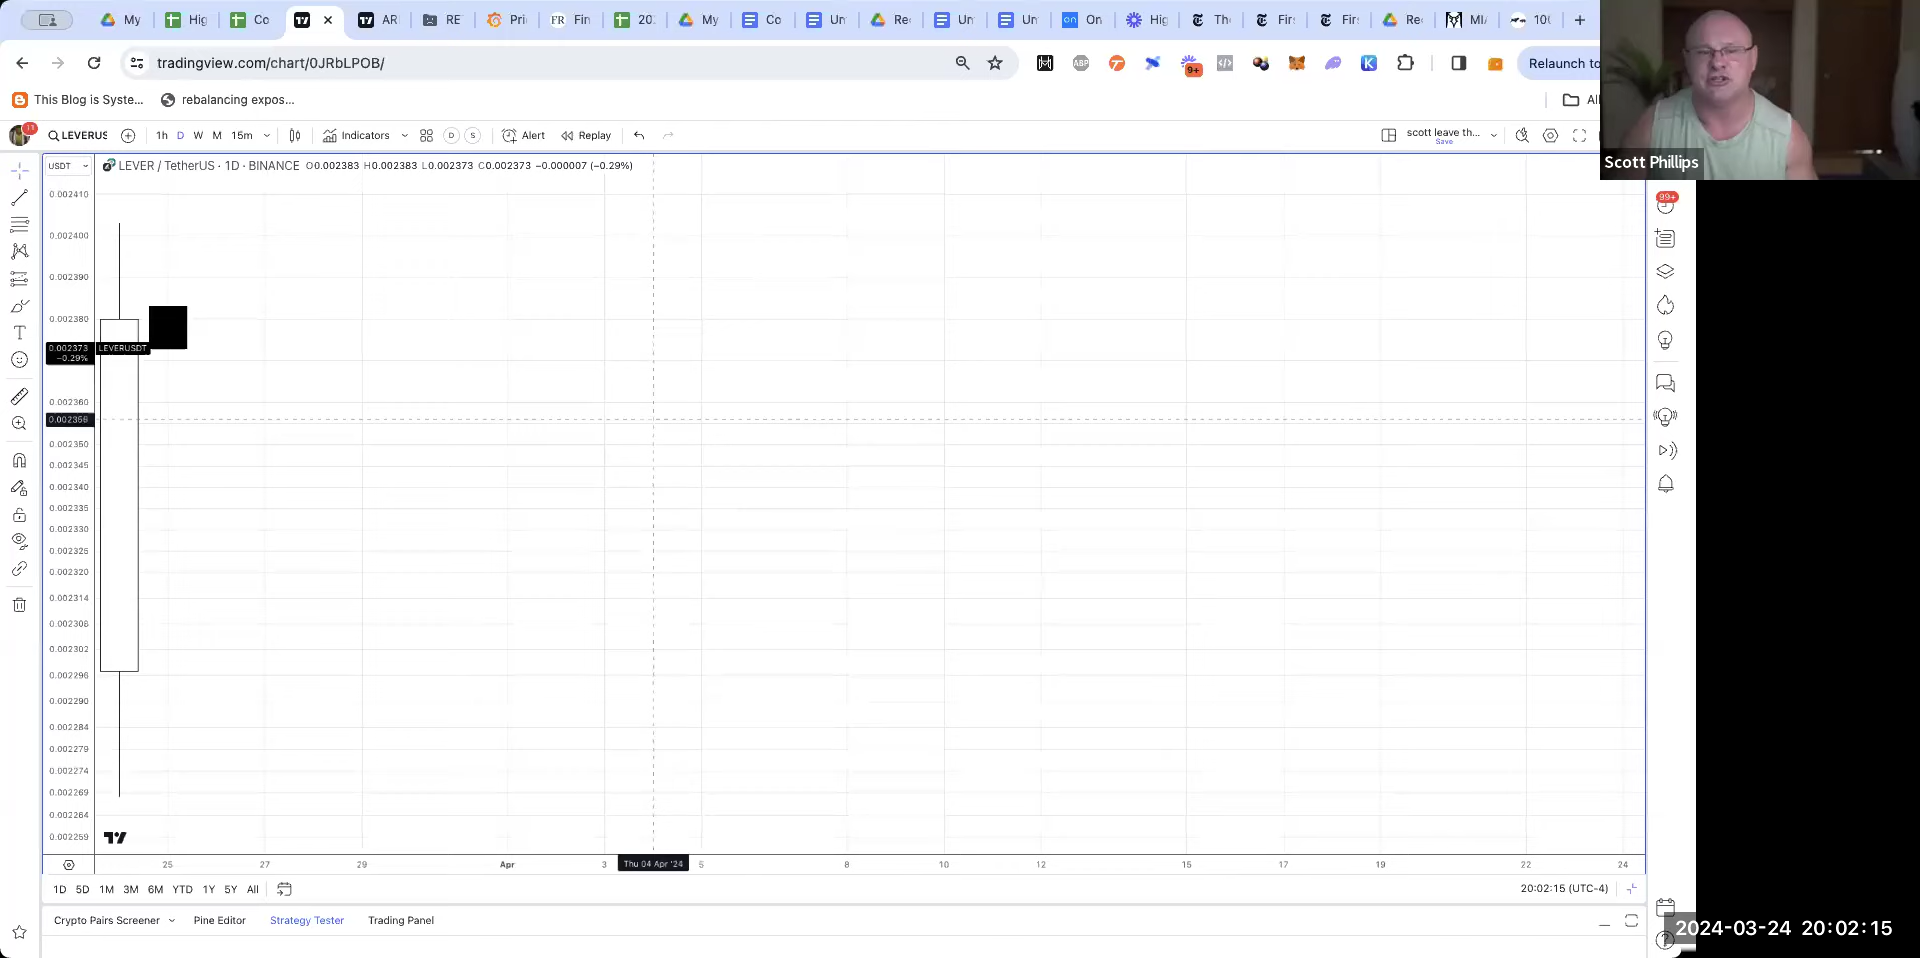 My
Hig
Co
AR
RE
Pri
FR Fin
20
My
Co
Un
Re
Un
Un
on On
Hig
Th
Firs
Firs
Re
MI
10
tradingview.com/chart/0JRbLPOB/
ABP
9+
K
Relaunch to
This Blog is Syste...
rebalancing expos...
All
11
LEVERUS
1h D W M 15m
Indicators
D S
Alert
Replay
scott leave th...
Save
Scott Phillips
USDT
LEVER / TetherUS · 1D · BINANCE O0.002383 H0.002383 L0.002373 C0.002373 −0.000007 (−0.29%)
99+
0.002410
0.002400
0.002390
0.002380
0.002373
−0.29%
LEVERUSDT
0.002360
0.002356
0.002350
0.002345
0.002340
0.002335
0.002330
0.002325
0.002320
0.002314
0.002308
0.002302
0.002296
0.002290
0.002284
0.002279
0.002274
0.002269
0.002264
0.002259
25 27 29 Apr 3 Thu 04 Apr '24 5 8 10 12 15 17 19 22 24
1D 5D 1M 3M 6M YTD 1Y 5Y All
20:02:15 (UTC-4)
Crypto Pairs Screener
Pine Editor
Strategy Tester
Trading Panel
2024-03-24 20:02:15